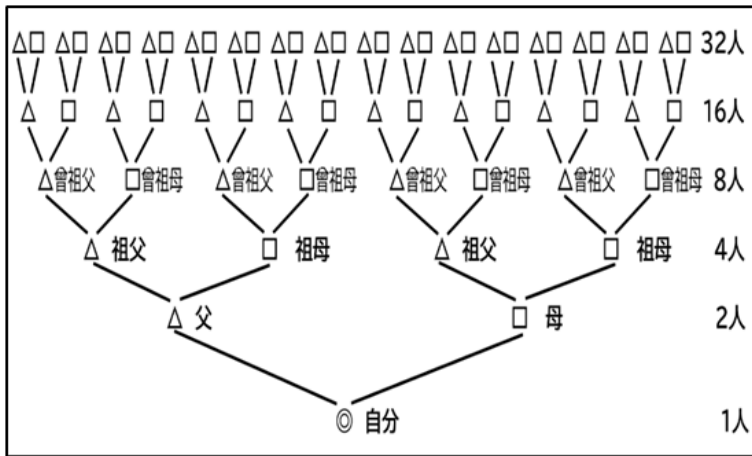 △□ △□ △□ △□ △□ △□ △□ △□ △□ △□ △□ △□ △□ △□ △□ △□ 32人
△ □ △ □ △ □ △ □ △ □ △ □ △ □ △ □ 16人
△曾祖父 □曾祖母 △曾祖父 □曾祖母 △曾祖父 □曾祖母 △曾祖父 □曾祖母 8人
△ 祖父 □ 祖母 △ 祖父 □ 祖母 4人
△ 父 □ 母 2人
◎ 自分 1人